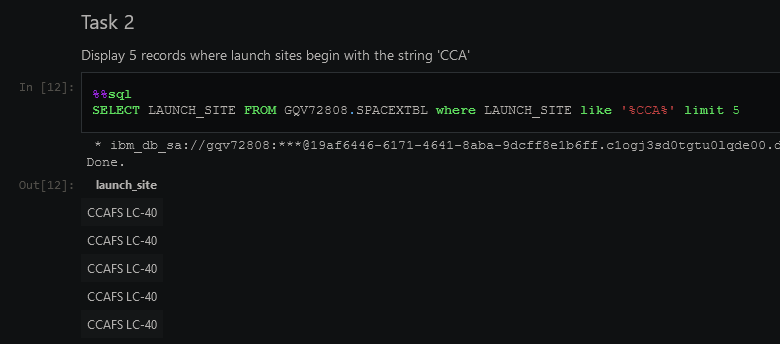 Task 2
Display 5 records where launch sites begin with the string 'CCA'
In [12]:
%%sql
SELECT LAUNCH_SITE FROM GQV72808.SPACEXTBL where LAUNCH_SITE like '%CCA%' limit 5
* ibm_db_sa://gqv72808:***@19af6446-6171-4641-8aba-9dcff8e1b6ff.c1ogj3sd0tgtu0lqde00.d
Done.
Out[12]:
launch_site
CCAFS LC-40
CCAFS LC-40
CCAFS LC-40
CCAFS LC-40
CCAFS LC-40